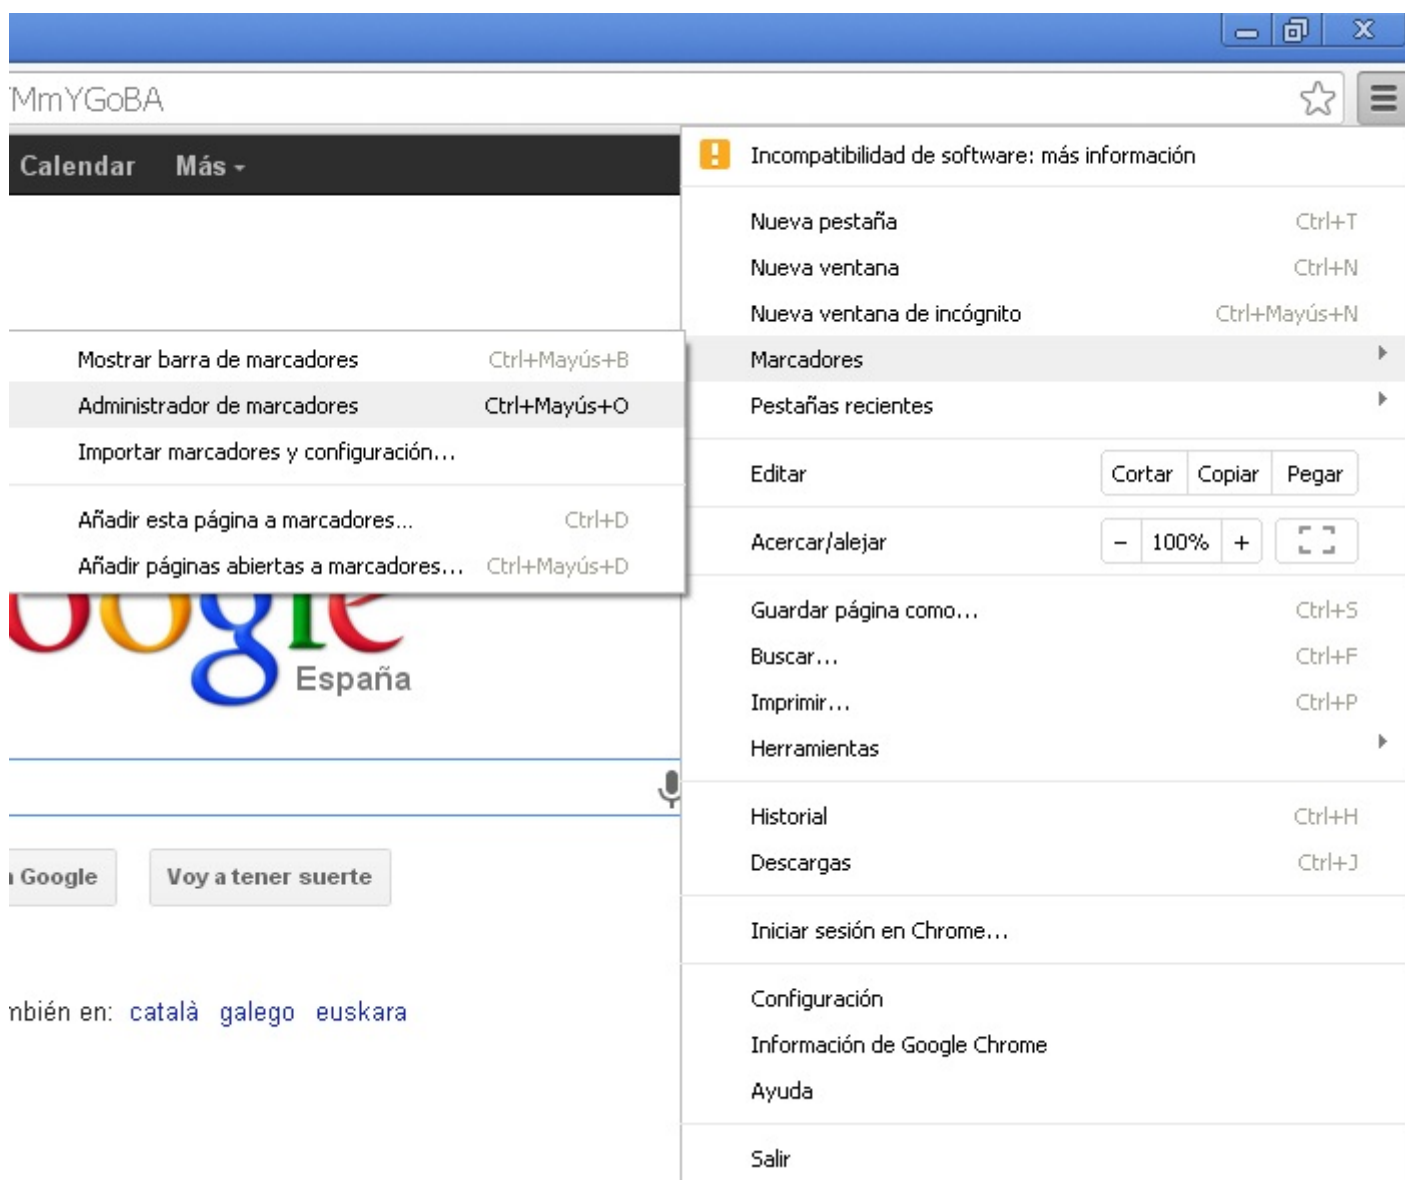 MmYGoBA
Calendar Más
Incompatibilidad de software: más información
Nueva pestaña Ctrl+T
Nueva ventana Ctrl+N
Nueva ventana de incógnito Ctrl+Mayús+N
Marcadores
Pestañas recientes
Mostrar barra de marcadores Ctrl+Mayús+B
Administrador de marcadores Ctrl+Mayús+O
Importar marcadores y configuración...
Añadir esta página a marcadores... Ctrl+D
Añadir páginas abiertas a marcadores... Ctrl+Mayús+D
Editar Cortar Copiar Pegar
Acercar/alejar − 100% +
Guardar página como... Ctrl+S
Buscar... Ctrl+F
Imprimir... Ctrl+P
Herramientas
Historial Ctrl+H
Descargas Ctrl+J
Iniciar sesión en Chrome...
Configuración
Información de Google Chrome
Ayuda
Salir
oogle
España
Google Voy a tener suerte
mbién en: català galego euskara